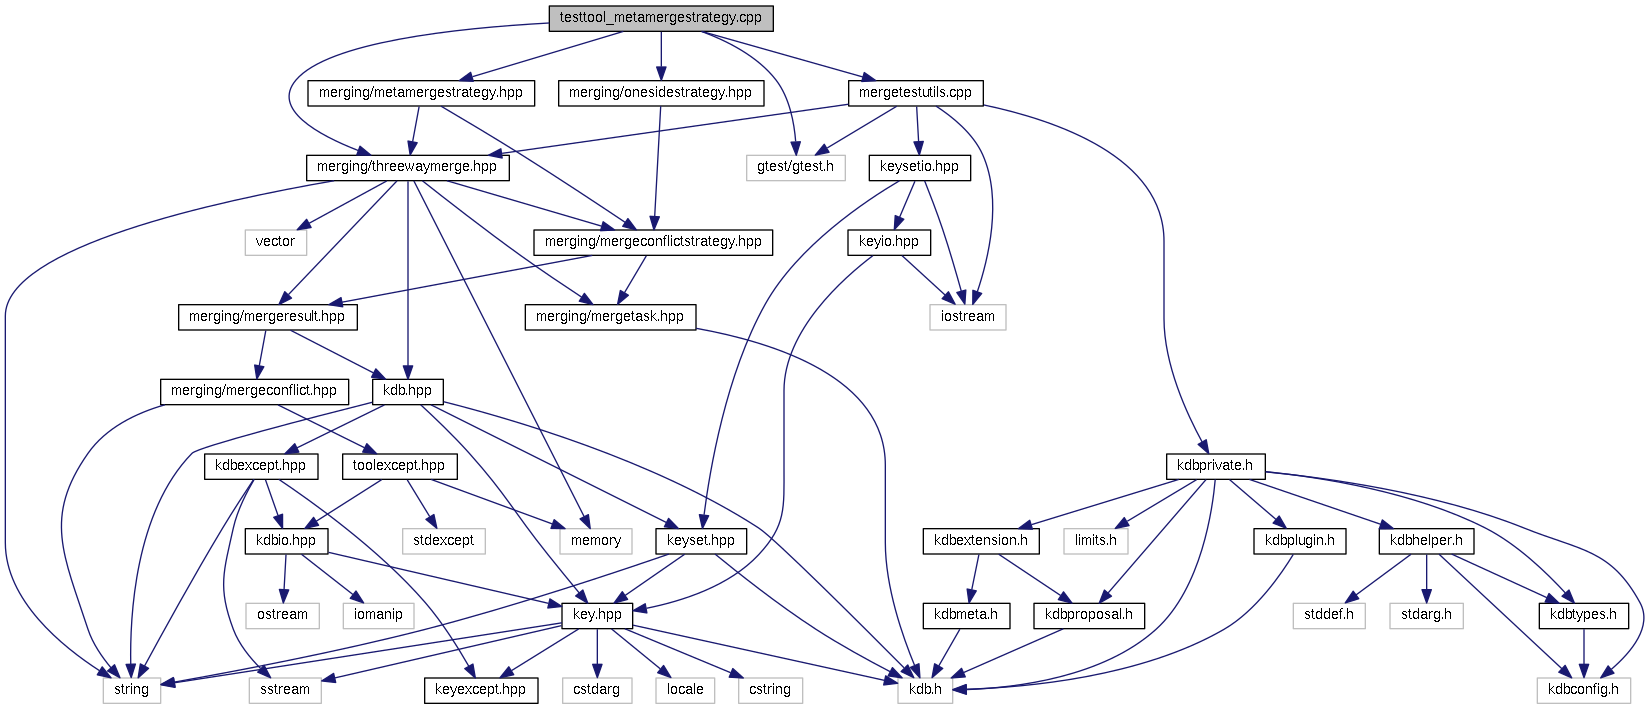 testtool_metamergestrategy.cpp
merging/metamergestrategy.hpp
merging/onesidestrategy.hpp
mergetestutils.cpp
merging/threewaymerge.hpp
gtest/gtest.h
keysetio.hpp
vector
merging/mergeconflictstrategy.hpp
keyio.hpp
merging/mergeresult.hpp
merging/mergetask.hpp
iostream
merging/mergeconflict.hpp
kdb.hpp
kdbexcept.hpp
toolexcept.hpp
kdbprivate.h
kdbio.hpp
stdexcept
memory
keyset.hpp
kdbextension.h
limits.h
kdbplugin.h
kdbhelper.h
ostream
iomanip
key.hpp
kdbmeta.h
kdbproposal.h
stddef.h
stdarg.h
kdbtypes.h
string
sstream
keyexcept.hpp
cstdarg
locale
cstring
kdb.h
kdbconfig.h